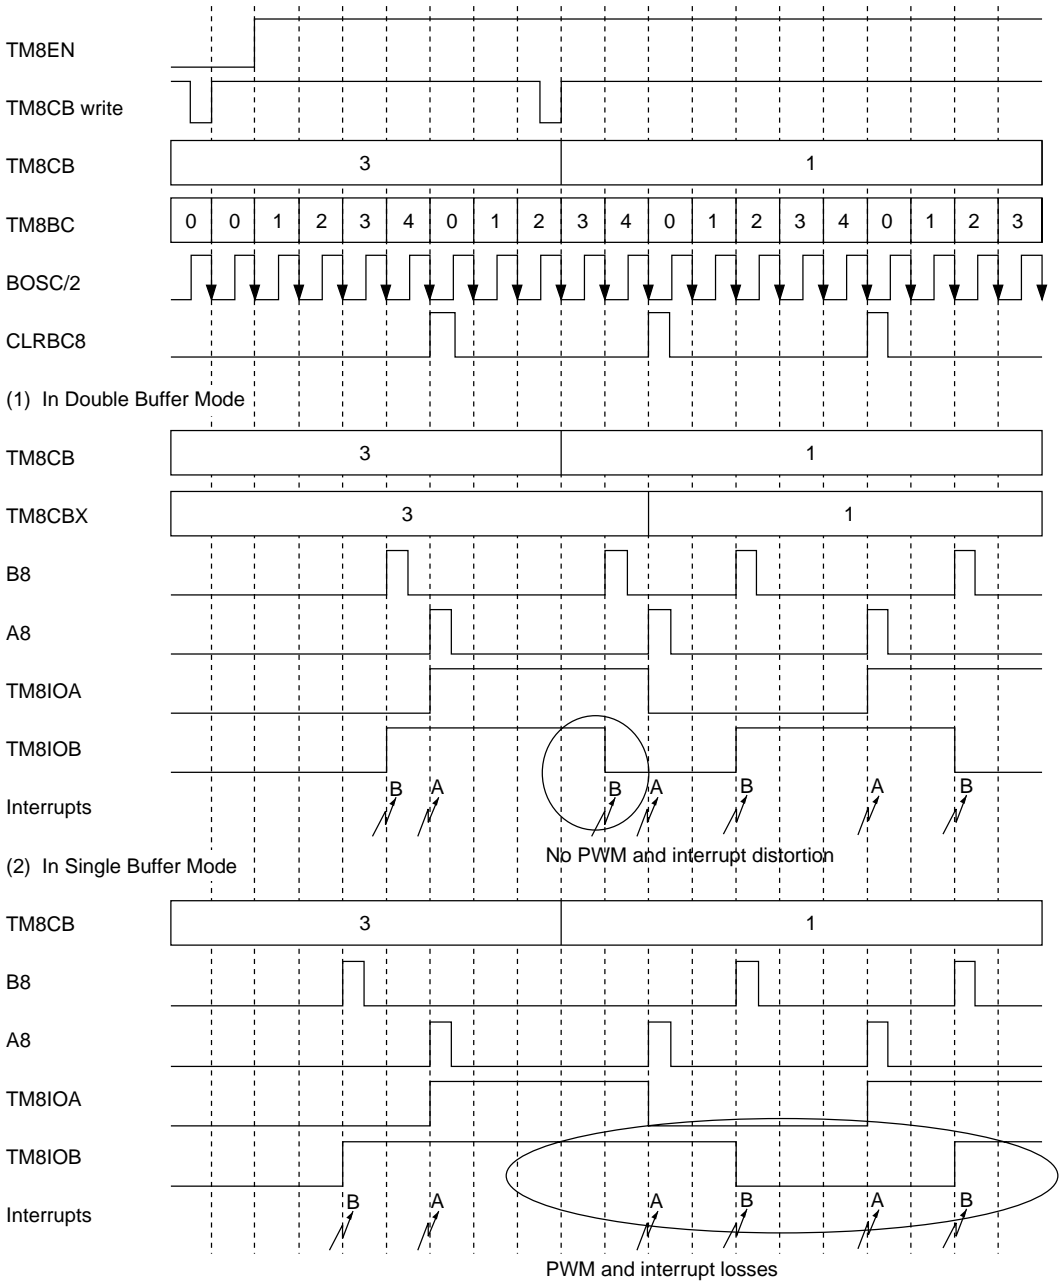 TM8EN
TM8CB write
TM8CB 3 1
TM8BC 0 0 1 2 3 4 0 1 2 3 4 0 1 2 3 4 0 1 2 3
BOSC/2
CLRBC8
(1) In Double Buffer Mode
TM8CB 3 1
TM8CBX 3 1
B8
A8
TM8IOA
TM8IOB
Interrupts B A B A B A B
No PWM and interrupt distortion
(2) In Single Buffer Mode
TM8CB 3 1
B8
A8
TM8IOA
TM8IOB
Interrupts B A A B A B
PWM and interrupt losses